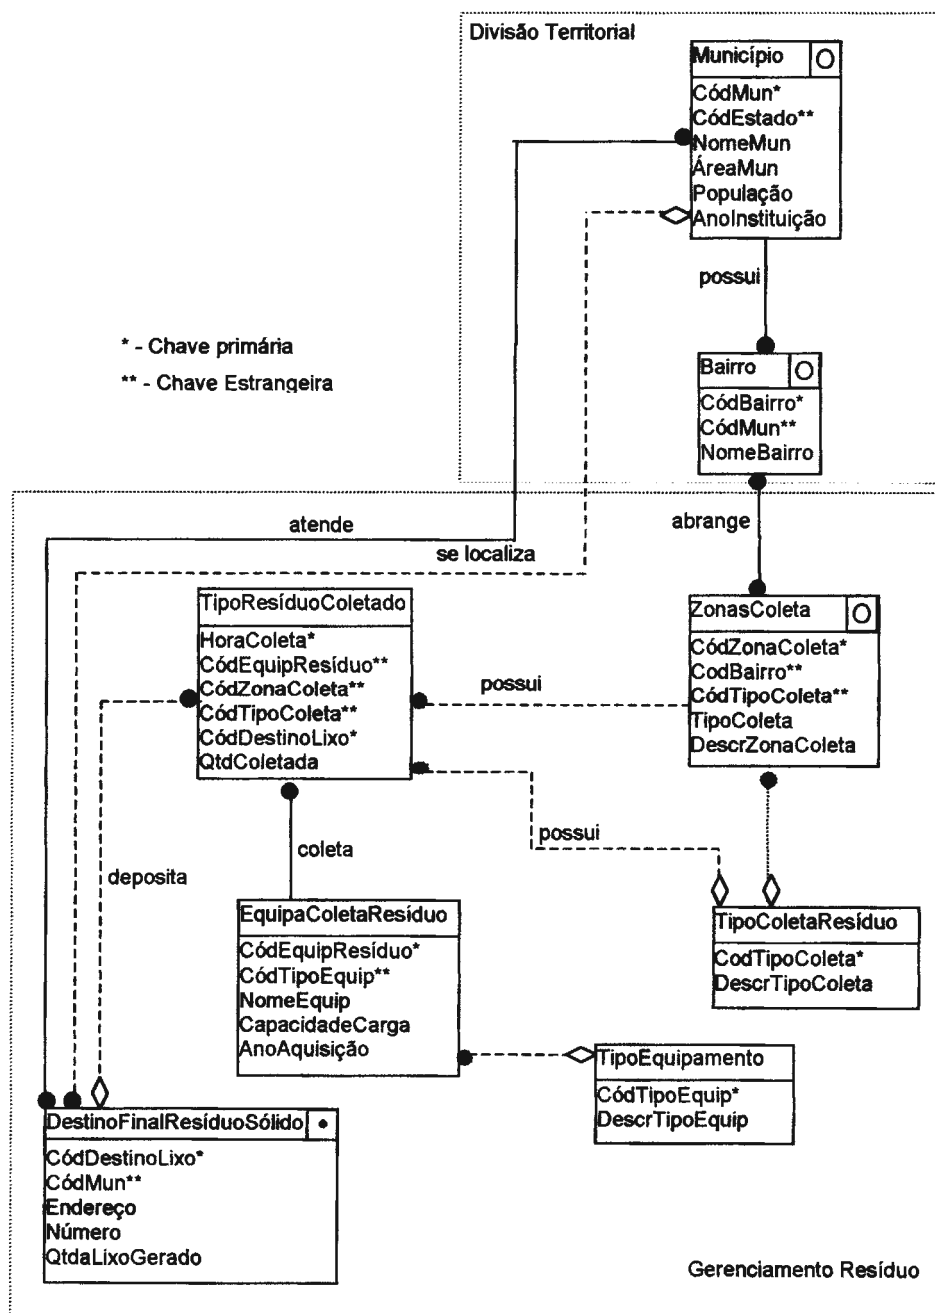 Divisão Territorial
Município
CódMun*
CódEstado**
NomeMun
ÁreaMun
População
AnoInstituição
possui
* - Chave primária
** - Chave Estrangeira
Bairro
CódBairro*
CódMun**
NomeBairro
atende
abrange
se localiza
TipoResíduoColetado
HoraColeta*
CódEquipResíduo**
CódZonaColeta**
CódTipoColeta**
CódDestinoLixo*
QtdColetada
possui
ZonasColeta
CódZonaColeta*
CodBairro**
CódTipoColeta**
TipoColeta
DescrZonaColeta
possui
coleta
deposita
EquipaColetaResíduo
CódEquipResíduo*
CódTipoEquip**
NomeEquip
CapacidadeCarga
AnoAquisição
TipoColetaResíduo
CodTipoColeta*
DescrTipoColeta
TipoEquipamento
CódTipoEquip*
DescrTipoEquip
DestinoFinalResíduoSólido
CódDestinoLixo*
CódMun**
Endereço
Número
QtdaLixoGerado
Gerenciamento Resíduo